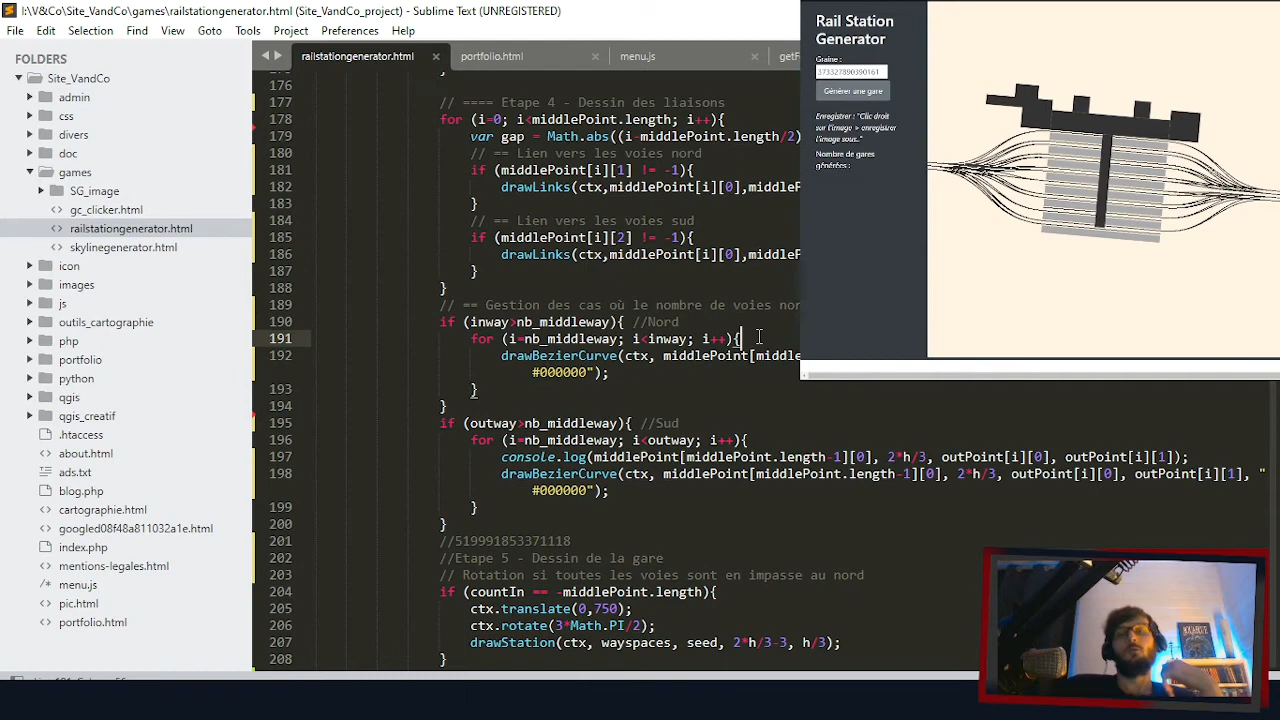 I:\V&Co\Site_VandCo\games\railstationgenerator.html (Site_VandCo_project) - Sublime Text (UNREGISTERED)
File Edit Selection Find View Goto Tools Project Preferences Help
FOLDERS
Site_VandCo
admin
css
divers
doc
games
SG_image
gc_clicker.html
railstationgenerator.html
skylinegenerator.html
icon
images
js
outils_cartographie
php
portfolio
python
qgis
qgis_creatif
.htaccess
about.html
ads.txt
blog.php
cartographie.html
googled08f48a811032a1e.html
index.php
mentions-legales.html
menu.js
pic.html
portfolio.html
railstationgenerator.html × portfolio.html × menu.js × getF
176
177 // ==== Etape 4 - Dessin des liaisons
178 for (i=0; i<middlePoint.length; i++){
179 var gap = Math.abs((i-middlePoint.length/2)
180 // == Lien vers les voies nord
181 if (middlePoint[i][1] != -1){
182 drawLinks(ctx,middlePoint[i][0],middlePoint
183 }
184 // == Lien vers les voies sud
185 if (middlePoint[i][2] != -1){
186 drawLinks(ctx,middlePoint[i][0],middlePoint
187 }
188 }
189 // == Gestion des cas où le nombre de voies nor
190 if (inway>nb_middleway){ //Nord
191 for (i=nb_middleway; i<inway; i++){
192 drawBezierCurve(ctx, middlePoint[middle
#000000");
193 }
194 }
195 if (outway>nb_middleway){ //Sud
196 for (i=nb_middleway; i<outway; i++){
197 console.log(middlePoint[middlePoint.length-1][0], 2*h/3, outPoint[i][0], outPoint[i][1]);
198 drawBezierCurve(ctx, middlePoint[middlePoint.length-1][0], 2*h/3, outPoint[i][0], outPoint[i][1], "
#000000");
199 }
200 }
201 //519991853371118
202 //Etape 5 - Dessin de la gare
203 // Rotation si toutes les voies sont en impasse au nord
204 if (countIn == -middlePoint.length){
205 ctx.translate(0,750);
206 ctx.rotate(3*Math.PI/2);
207 drawStation(ctx, wayspaces, seed, 2*h/3-3, h/3);
208 }
Rail Station
Generator
Graine :
373327890390161
Générer une gare
Enregistrer : "Clic droit
sur l'image > enregistrer
l'image sous.."
Nombre de gares
générées :